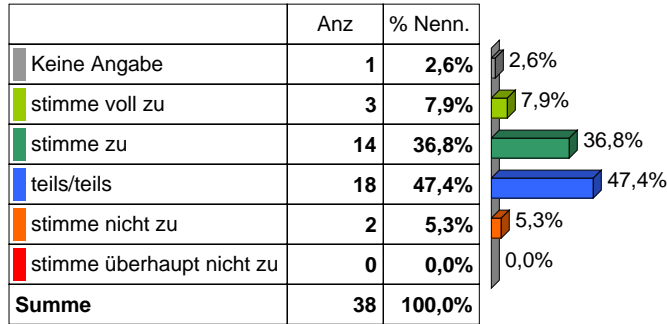 Anz % Nenn.
Keine Angabe 1 2,6% 2,6%
stimme voll zu 3 7,9% 7,9%
stimme zu 14 36,8% 36,8%
teils/teils 18 47,4% 47,4%
stimme nicht zu 2 5,3% 5,3%
stimme überhaupt nicht zu 0 0,0% 0,0%
Summe 38 100,0%